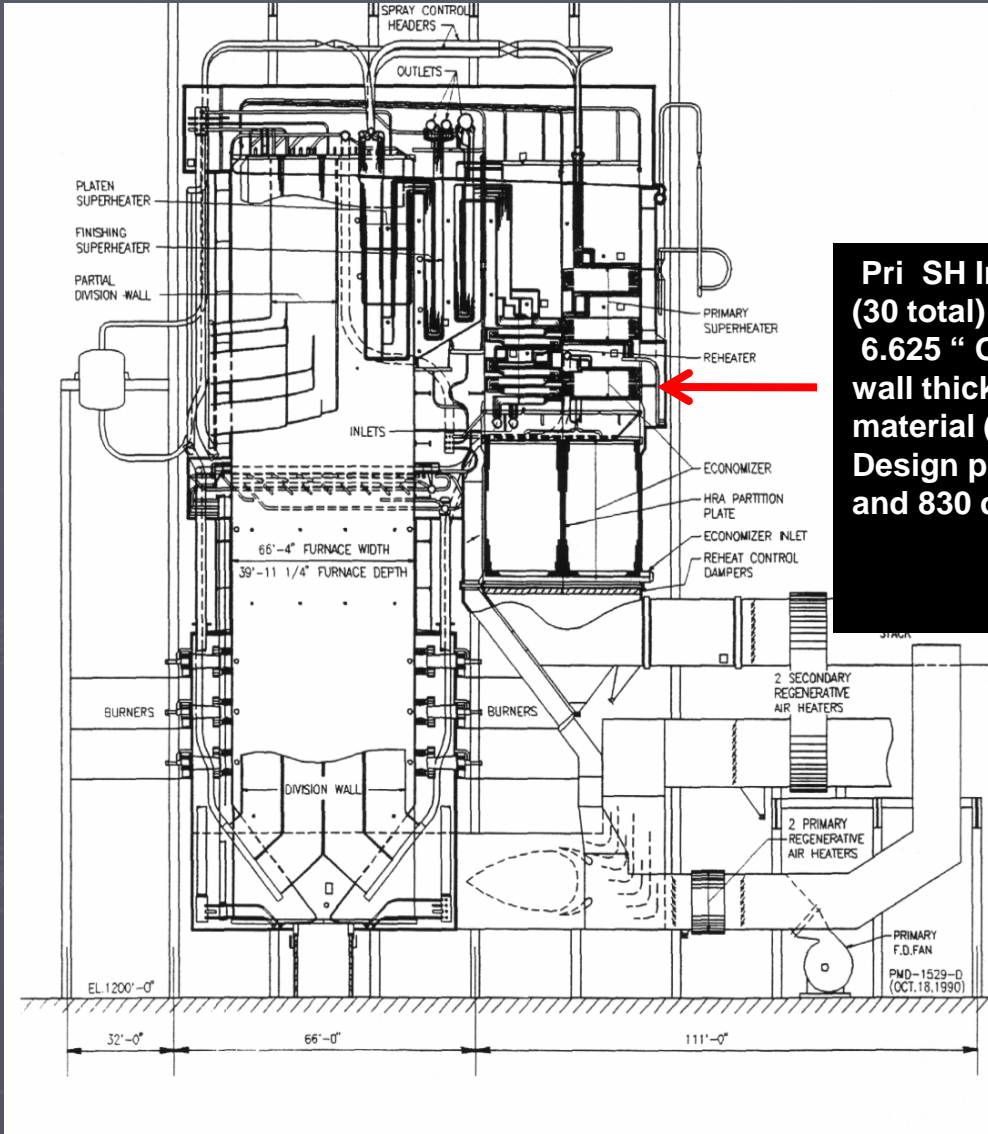 SPRAY CONTROL
HEADERS
OUTLETS
PLATEN
SUPERHEATER
FINISHING
SUPERHEATER
PARTIAL
DIVISION WALL
PRIMARY
SUPERHEATER
REHEATER
INLETS
ECONOMIZER
HRA PARTITION
PLATE
ECONOMIZER INLET
REHEAT CONTROL
DAMPERS
66'-4" FURNACE WIDTH
39'-11 1/4" FURNACE DEPTH
Pri SH
(30 total)
6.625 “
wall
material
Design
and 830
STACK
2 SECONDARY
REGENERATIVE
AIR HEATERS
BURNERS
BURNERS
DIVISION WALL
2 PRIMARY
REGENERATIVE
AIR HEATERS
PRIMARY
F.D.FAN
PMD-1529-D
(OCT.18,1990)
EL.1200'-0"
32'-0"
66'-0"
111'-0"